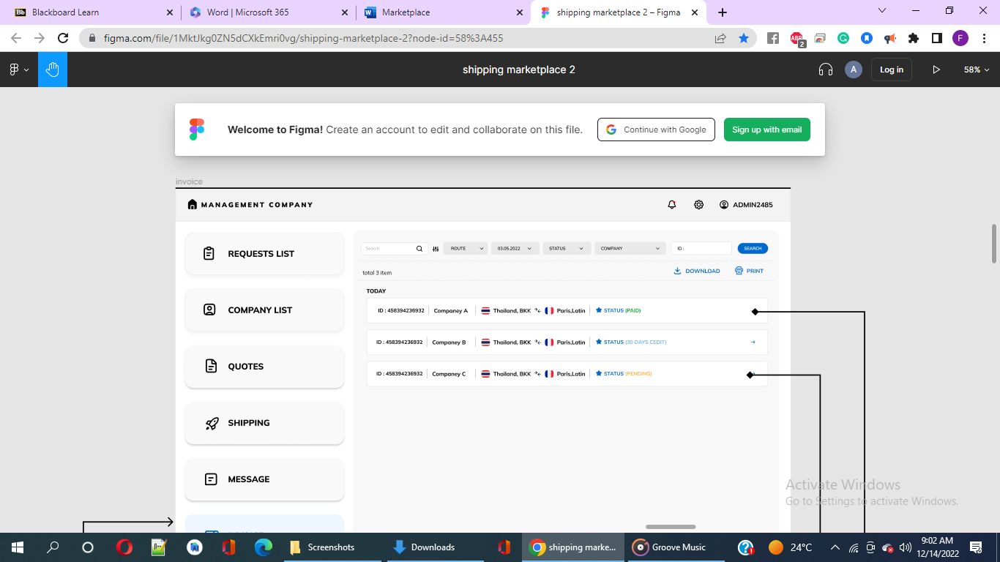 Blackboard Learn
Word | Microsoft 365
Marketplace
shipping marketplace 2 – Figma
figma.com/file/1MktJkg0ZN5dCXkEmri0vg/shipping-marketplace-2?node-id=58%3A455
shipping marketplace 2
A
Log in
58%
Welcome to Figma! Create an account to edit and collaborate on this file.
Continue with Google
Sign up with email
invoice
MANAGEMENT COMPANY
ADMIN2485
REQUESTS LIST
COMPANY LIST
QUOTES
SHIPPING
MESSAGE
Search
ROUTE
03.05.2022
STATUS
COMPANY
ID :
SEARCH
total 3 item
DOWNLOAD
PRINT
TODAY
ID : 458394236932 Companey A Thailand, BKK Paris,Latin STATUS (PAID)
ID : 458394236932 Companey B Thailand, BKK Paris,Latin STATUS (30 DAYS CEDIT)
ID : 458394236932 Companey C Thailand, BKK Paris,Latin STATUS (PENDING)
Activate Windows
Go to Settings to activate Windows.
Screenshots
Downloads
shipping marke...
Groove Music
24°C
9:02 AM
12/14/2022